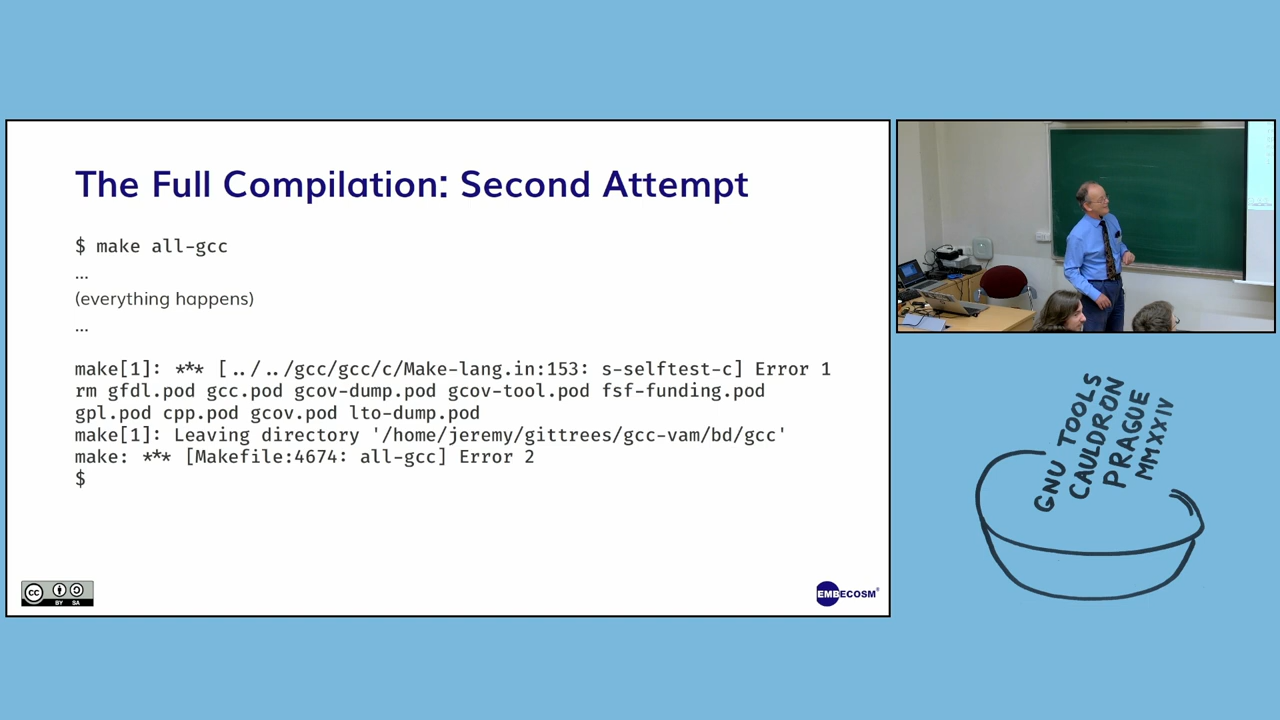 The Full Compilation: Second Attempt
$ make all-gcc
...
(everything happens)
...
make[1]: *** [../../gcc/gcc/c/Make-lang.in:153: s-selftest-c] Error 1
rm gfdl.pod gcc.pod gcov-dump.pod gcov-tool.pod fsf-funding.pod
gpl.pod cpp.pod gcov.pod lto-dump.pod
make[1]: Leaving directory '/home/jeremy/gittrees/gcc-vam/bd/gcc'
make: *** [Makefile:4674: all-gcc] Error 2
$
cc BY SA
EMBECOSM®
GNU TOOLS
CAULDRON
PRAGUE
MMXXIV